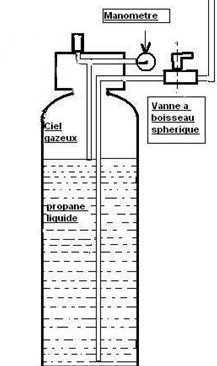 Manometre
Vanne a
boisseau
spherique
Ciel
gazeux
propane
liquide